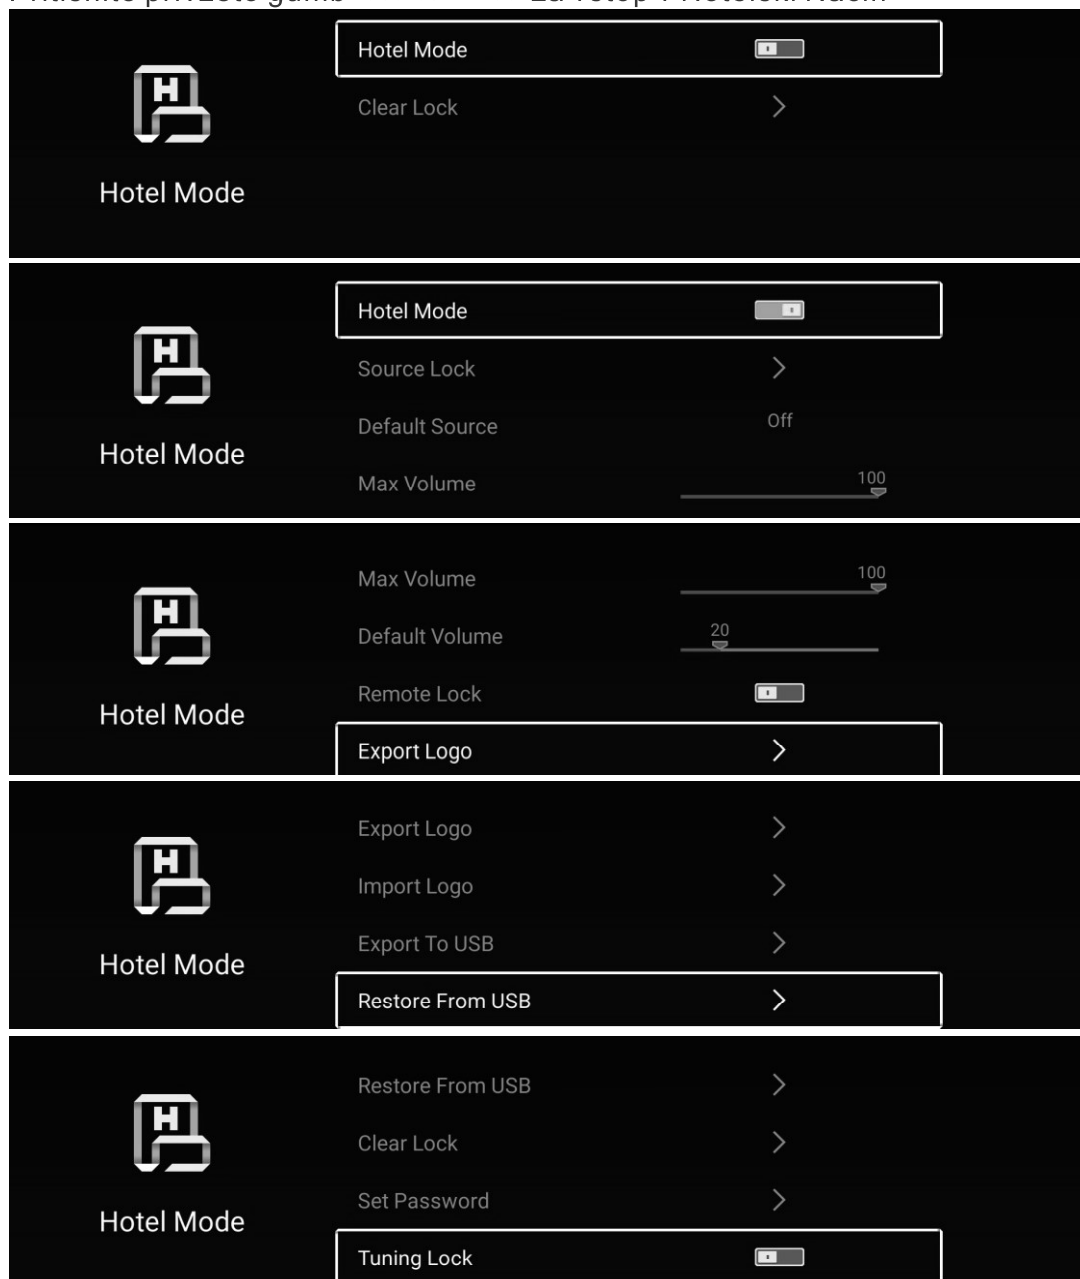 Hotel Mode
Clear Lock
Hotel Mode
Hotel Mode
Source Lock
Default Source Off
Max Volume 100
Hotel Mode
Max Volume 100
Default Volume 20
Remote Lock
Export Logo
Hotel Mode
Export Logo
Import Logo
Export To USB
Restore From USB
Hotel Mode
Restore From USB
Clear Lock
Set Password
Tuning Lock
Hotel Mode